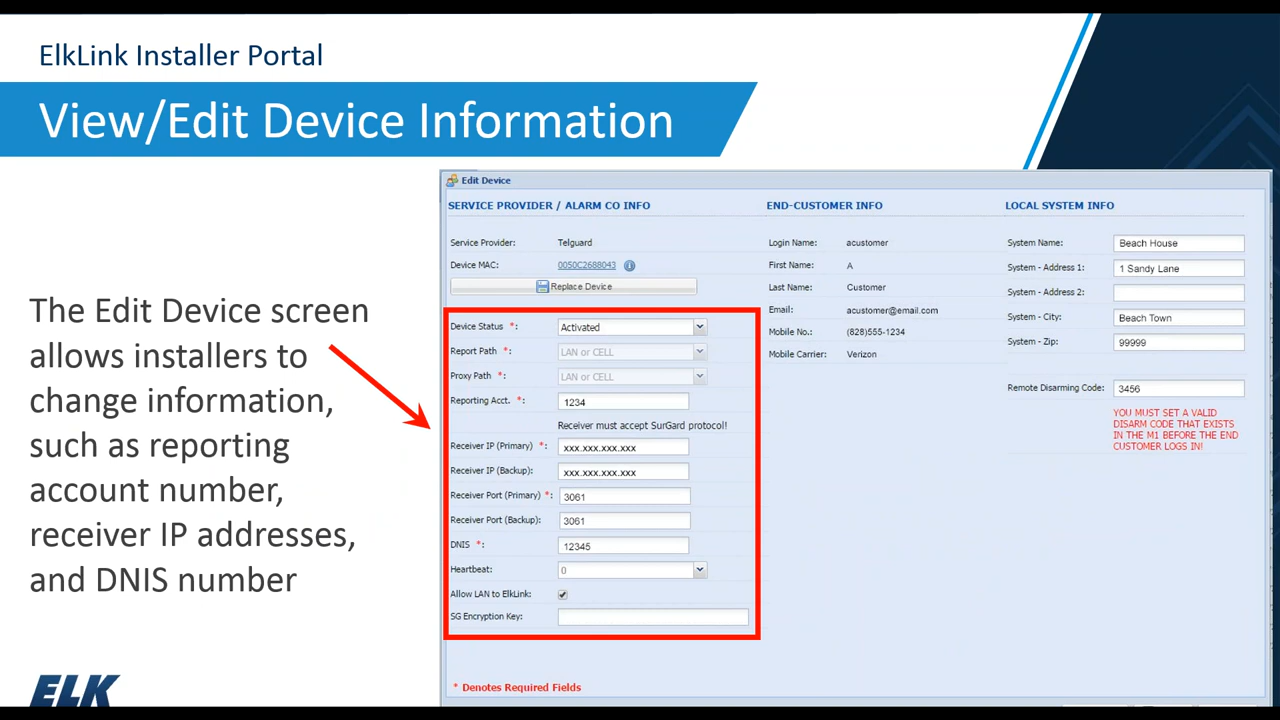 ElkLink Installer Portal
View/Edit Device Information
The Edit Device screen
allows installers to
change information,
such as reporting
account number,
receiver IP addresses,
and DNIS number
ELK
Edit Device
SERVICE PROVIDER / ALARM CO INFO
Service Provider: Telguard
Device MAC: 0050C2688043
Replace Device
Device Status *: Activated
Report Path *: LAN or CELL
Proxy Path *: LAN or CELL
Reporting Acct. *: 1234
Receiver must accept SurGard protocol!
Receiver IP (Primary) *: xxx.xxx.xxx.xxx
Receiver IP (Backup): xxx.xxx.xxx.xxx
Receiver Port (Primary) *: 3061
Receiver Port (Backup): 3061
DNIS *: 12345
Heartbeat: 0
Allow LAN to ElkLink:
SG Encryption Key:
* Denotes Required Fields
END-CUSTOMER INFO
Login Name: acustomer
First Name: A
Last Name: Customer
Email: acustomer@email.com
Mobile No.: (828)555-1234
Mobile Carrier: Verizon
LOCAL SYSTEM INFO
System Name: Beach House
System - Address 1: 1 Sandy Lane
System - Address 2:
System - City: Beach Town
System - Zip: 99999
Remote Disarming Code: 3456
YOU MUST SET A VALID
DISARM CODE THAT EXISTS
IN THE M1 BEFORE THE END
CUSTOMER LOGS IN!